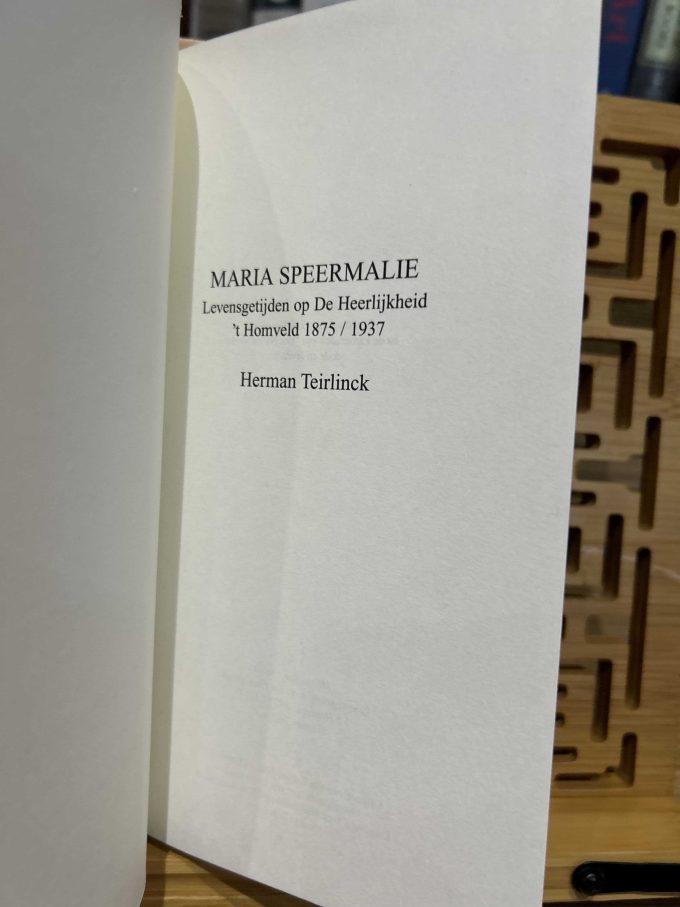 MARIA SPEERMALIE
Levensgetijden op De Heerlijkheid
’t Homveld 1875 / 1937
Herman Teirlinck